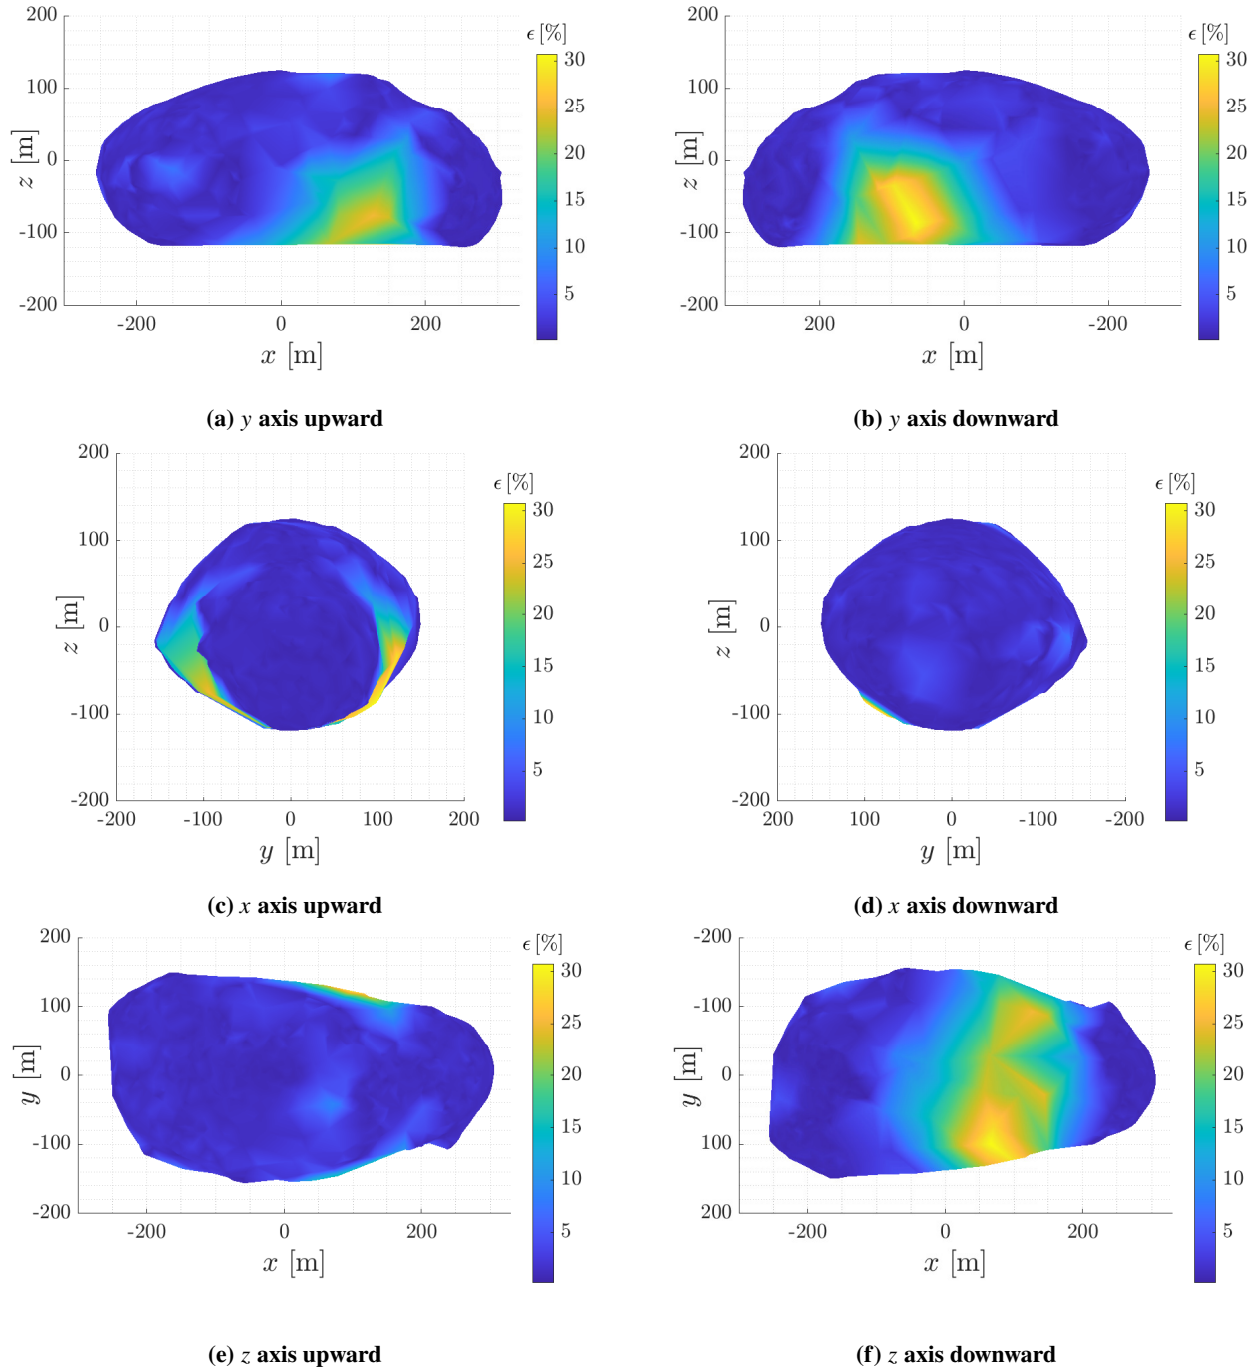 200
100
0
-100
-200
z [m]
-200 0 200
x [m]
ϵ [%]
30
25
20
15
10
5
(a) y axis upward
200
100
0
-100
-200
z [m]
200 0 -200
x [m]
ϵ [%]
30
25
20
15
10
5
(b) y axis downward
200
100
0
-100
-200
z [m]
-200 -100 0 100 200
y [m]
ϵ [%]
30
25
20
15
10
5
(c) x axis upward
200
100
0
-100
-200
z [m]
200 100 0 -100 -200
y [m]
ϵ [%]
30
25
20
15
10
5
(d) x axis downward
200
100
0
-100
-200
y [m]
-200 0 200
x [m]
ϵ [%]
30
25
20
15
10
5
(e) z axis upward
-200
-100
0
100
200
y [m]
-200 0 200
x [m]
ϵ [%]
30
25
20
15
10
5
(f) z axis downward